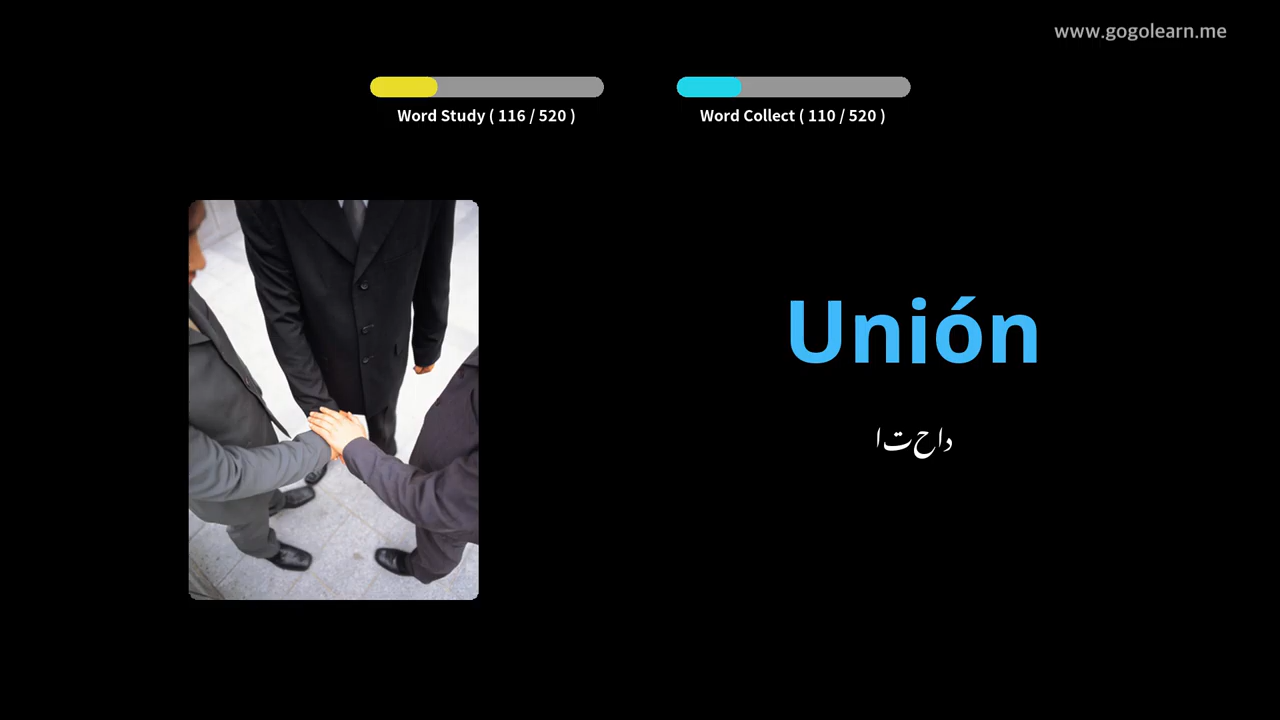 www.gogolearn.me
Word Study ( 116 / 520 )
Word Collect ( 110 / 520 )
Unión
اتحاد